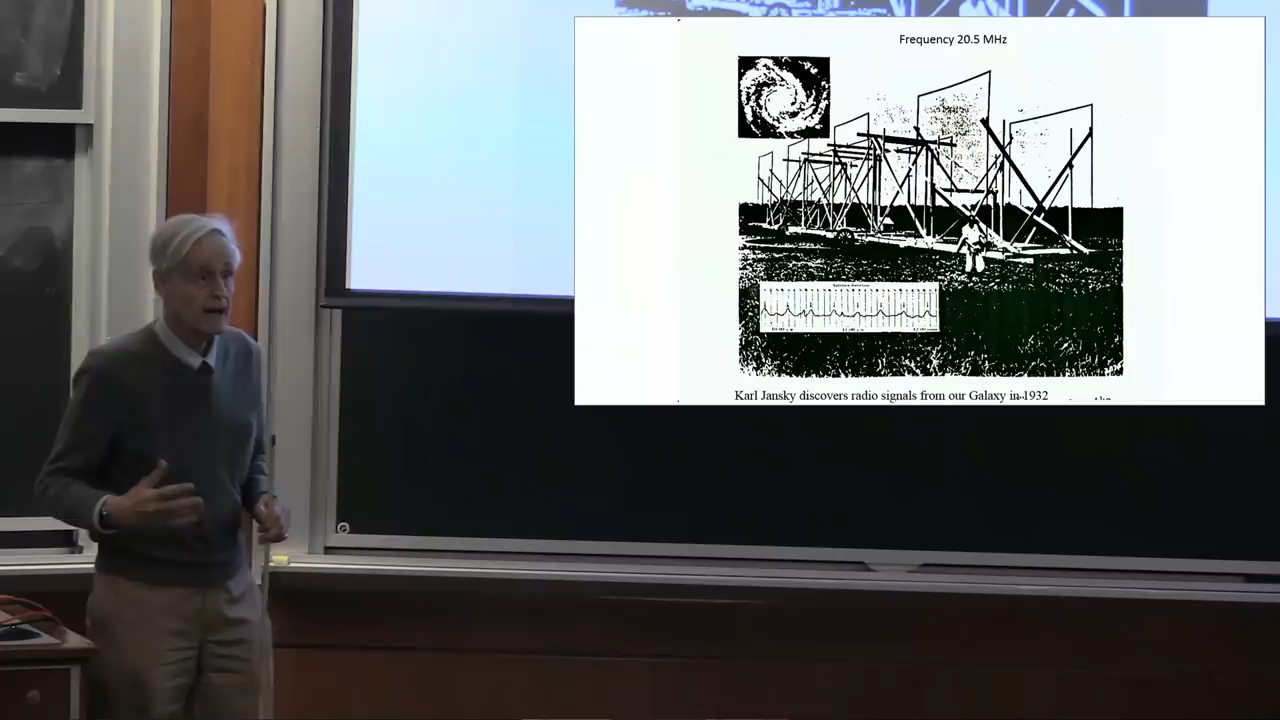 Frequency 20.5 MHz
Karl Jansky discovers radio signals from our Galaxy in 1932